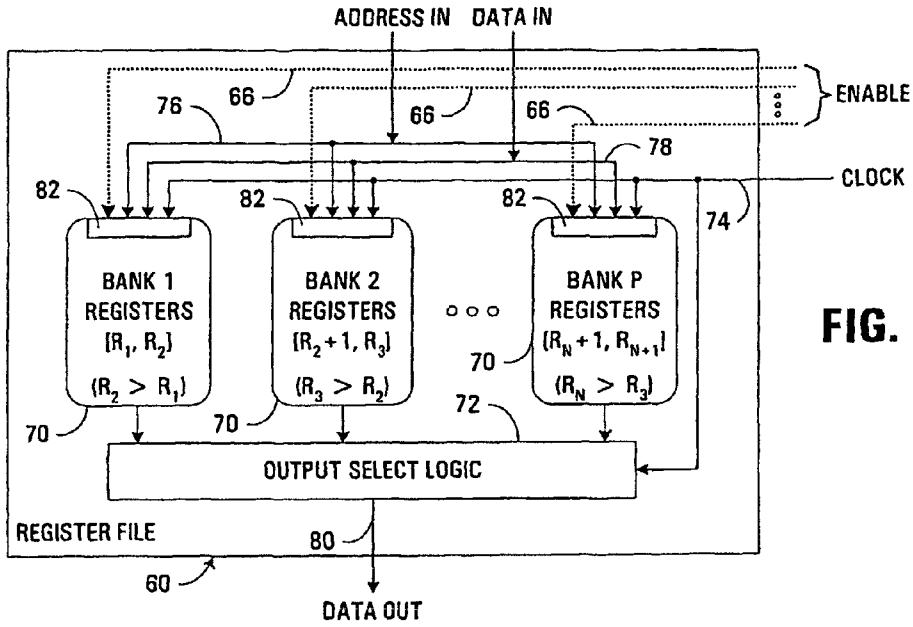 ADDRESS IN DATA IN
66
66
66
ENABLE
76
78
CLOCK
74
82
82
82
BANK 1
REGISTERS
[R1, R2]
(R2 > R1)
BANK 2
REGISTERS
[R2+1, R3]
(R3 > R2)
BANK P
REGISTERS
[RN+1, RN+1]
(RN > R3)
70
70
70
72
FIG.
OUTPUT SELECT LOGIC
REGISTER FILE
80
60
DATA OUT